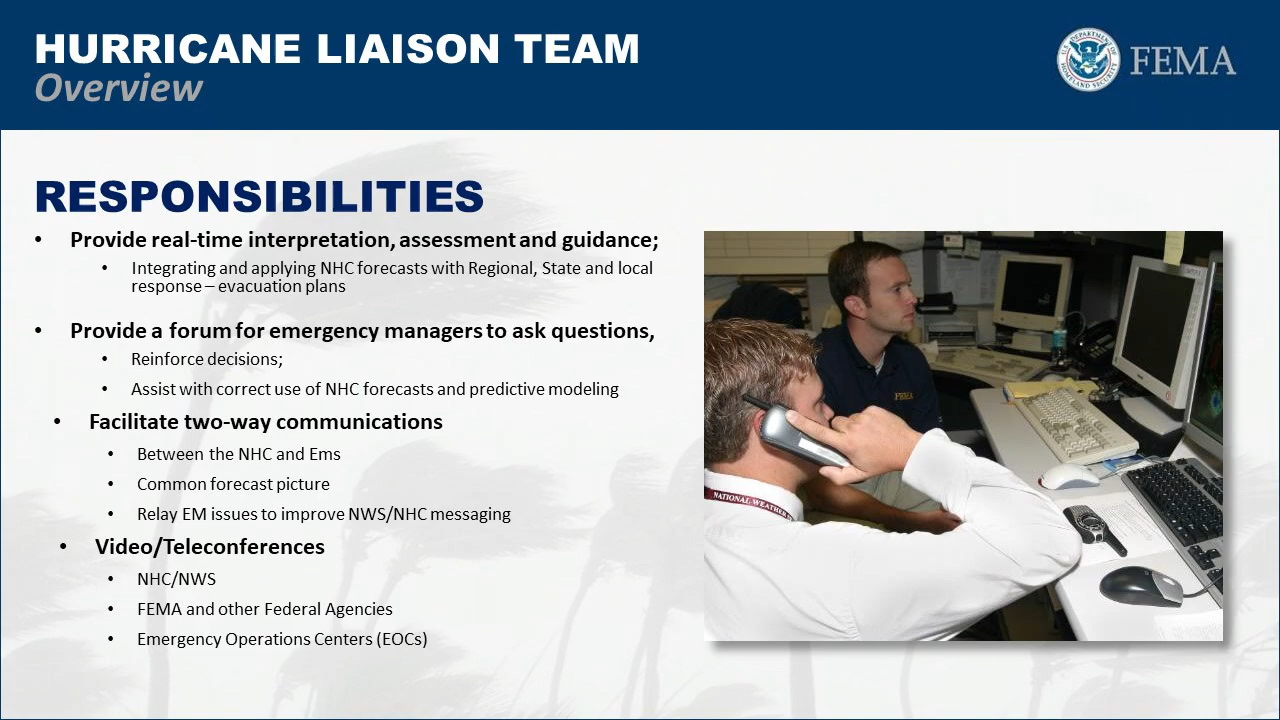 HURRICANE LIAISON TEAM
Overview
U.S. DEPARTMENT OF HOMELAND SECURITY
FEMA
RESPONSIBILITIES
• Provide real-time interpretation, assessment and guidance;
• Integrating and applying NHC forecasts with Regional, State and local
response – evacuation plans
• Provide a forum for emergency managers to ask questions,
• Reinforce decisions;
• Assist with correct use of NHC forecasts and predictive modeling
• Facilitate two-way communications
• Between the NHC and Ems
• Common forecast picture
• Relay EM issues to improve NWS/NHC messaging
• Video/Teleconferences
• NHC/NWS
• FEMA and other Federal Agencies
• Emergency Operations Centers (EOCs)
FEMA
NATIONAL WEATHER